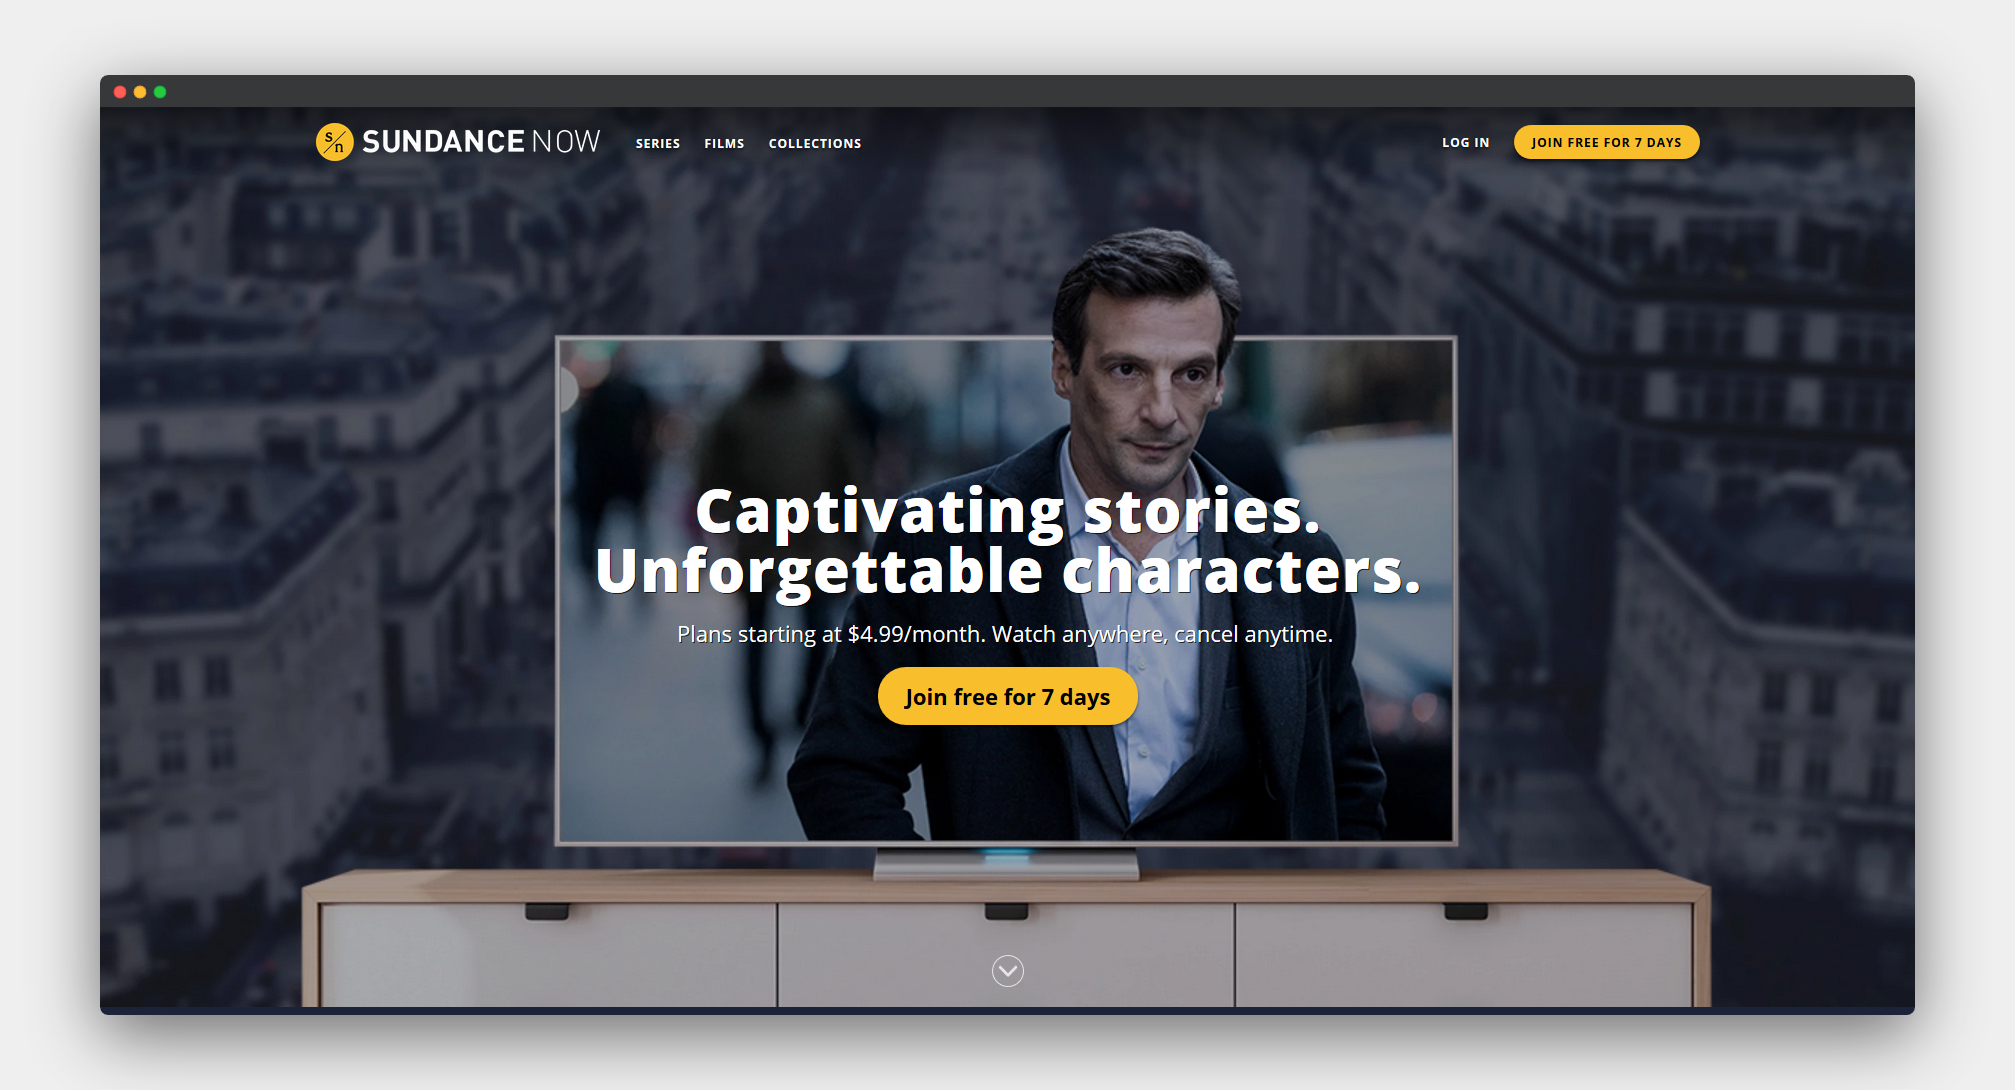 s/n SUNDANCE NOW
SERIES FILMS COLLECTIONS
LOG IN
JOIN FREE FOR 7 DAYS
Captivating stories.
Unforgettable characters.
Plans starting at $4.99/month. Watch anywhere, cancel anytime.
Join free for 7 days